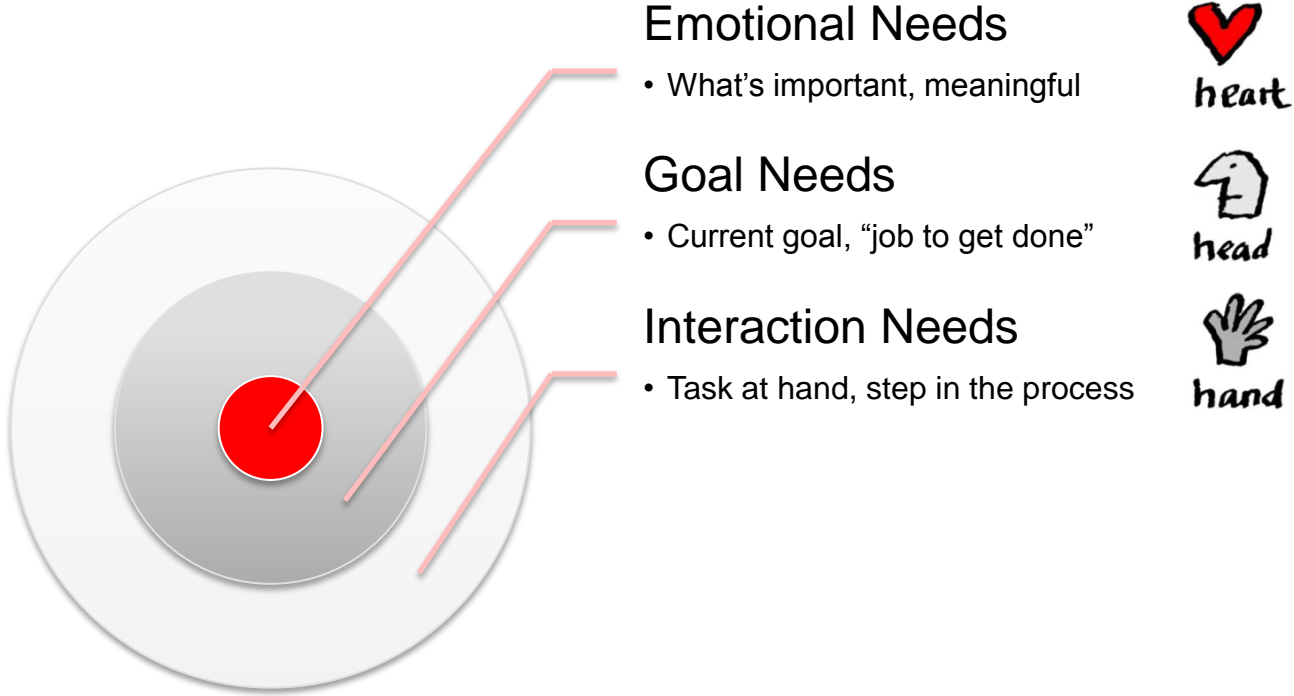 Emotional Needs
• What’s important, meaningful
heart
Goal Needs
• Current goal, “job to get done”
head
Interaction Needs
• Task at hand, step in the process
hand